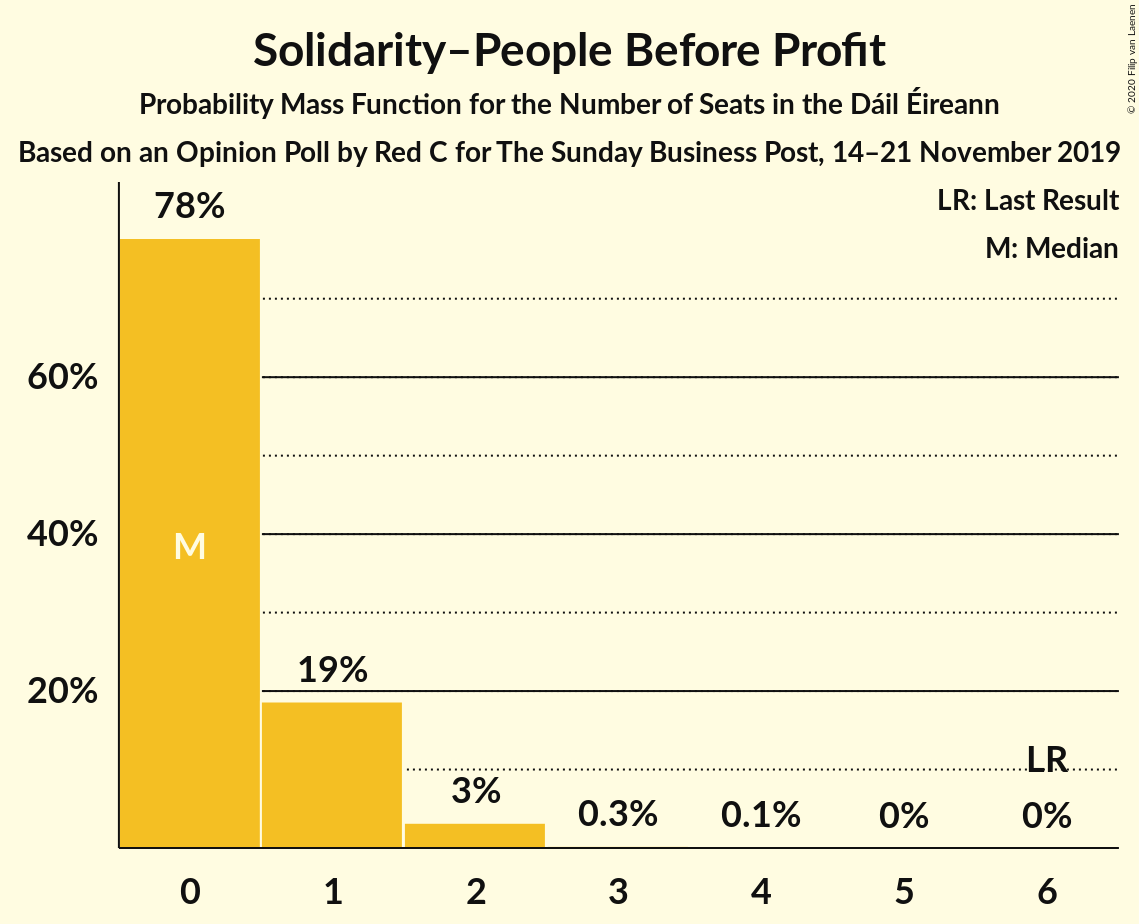 Solidarity–People Before Profit
Probability Mass Function for the Number of Seats in the Dáil Éireann
Based on an Opinion Poll by Red C for The Sunday Business Post, 14–21 November 2019
© 2020 Filip van Laenen
LR: Last Result
M: Median
78%
60%
40%
M
19%
20%
LR
3%
0.3%
0.1%
0%
0%
0
1
2
3
4
5
6